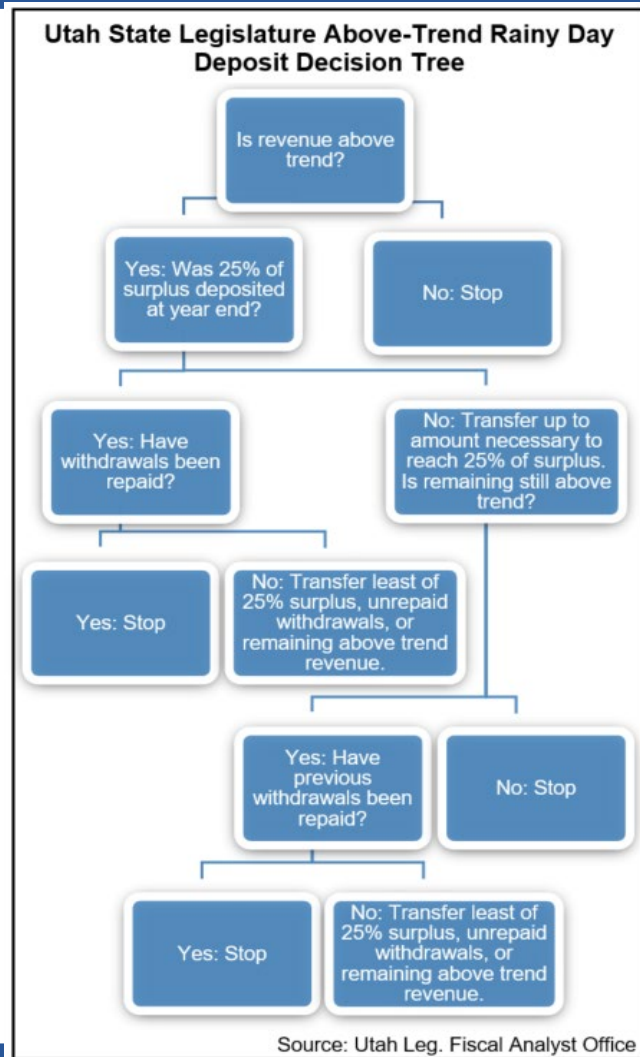 Utah State Legislature Above-Trend Rainy Day
Deposit Decision Tree
Is revenue above
trend?
Yes: Was 25% of
surplus deposited
at year end?
No: Stop
Yes: Have
withdrawals been
repaid?
No: Transfer up to
amount necessary to
reach 25% of surplus.
Is remaining still above
trend?
Yes: Stop
No: Transfer least of
25% surplus, unrepaid
withdrawals, or
remaining above trend
revenue.
Yes: Have
previous
withdrawals been
repaid?
No: Stop
Yes: Stop
No: Transfer least of
25% surplus, unrepaid
withdrawals, or
remaining above trend
revenue.
Source: Utah Leg. Fiscal Analyst Office